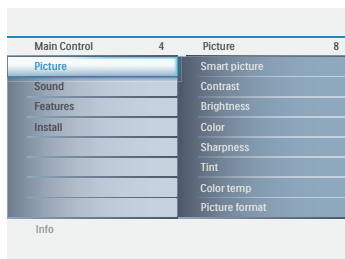 Main Control 4 Picture 8
Picture Smart picture
Sound Contrast
Features Brightness
Install Color
Sharpness
Tint
Color temp
Picture format
Info